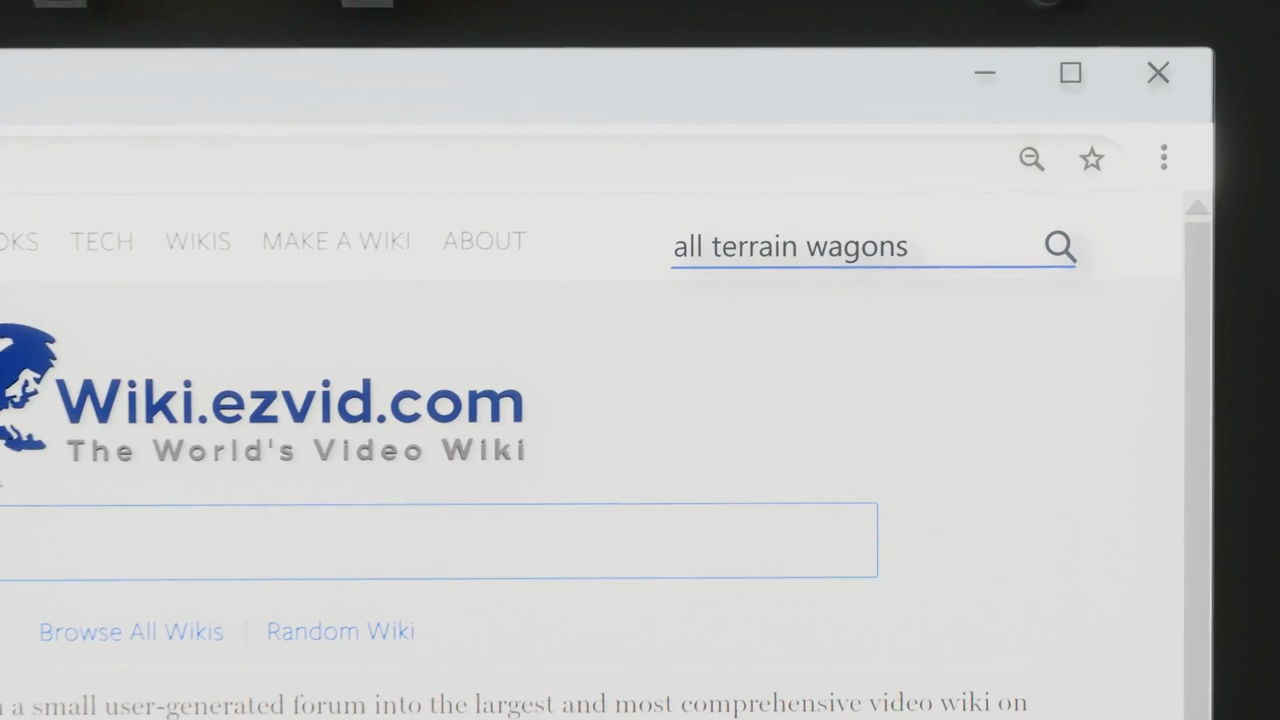 TECH WIKIS MAKE A WIKI ABOUT
all terrain wagons
Wiki.ezvid.com
The World's Video Wiki
Browse All Wikis | Random Wiki
a small user-generated forum into the largest and most comprehensive video wiki on